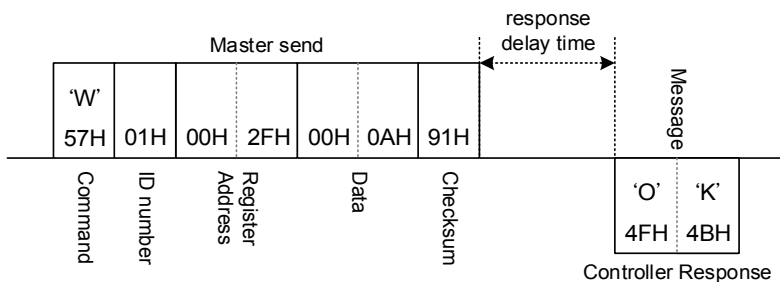 response
delay time
Master send
Message
'W'
57H 01H 00H 2FH 00H 0AH 91H
Command
ID number
Register
Address
Data
Checksum
'O' 'K'
4FH 4BH
Controller Response